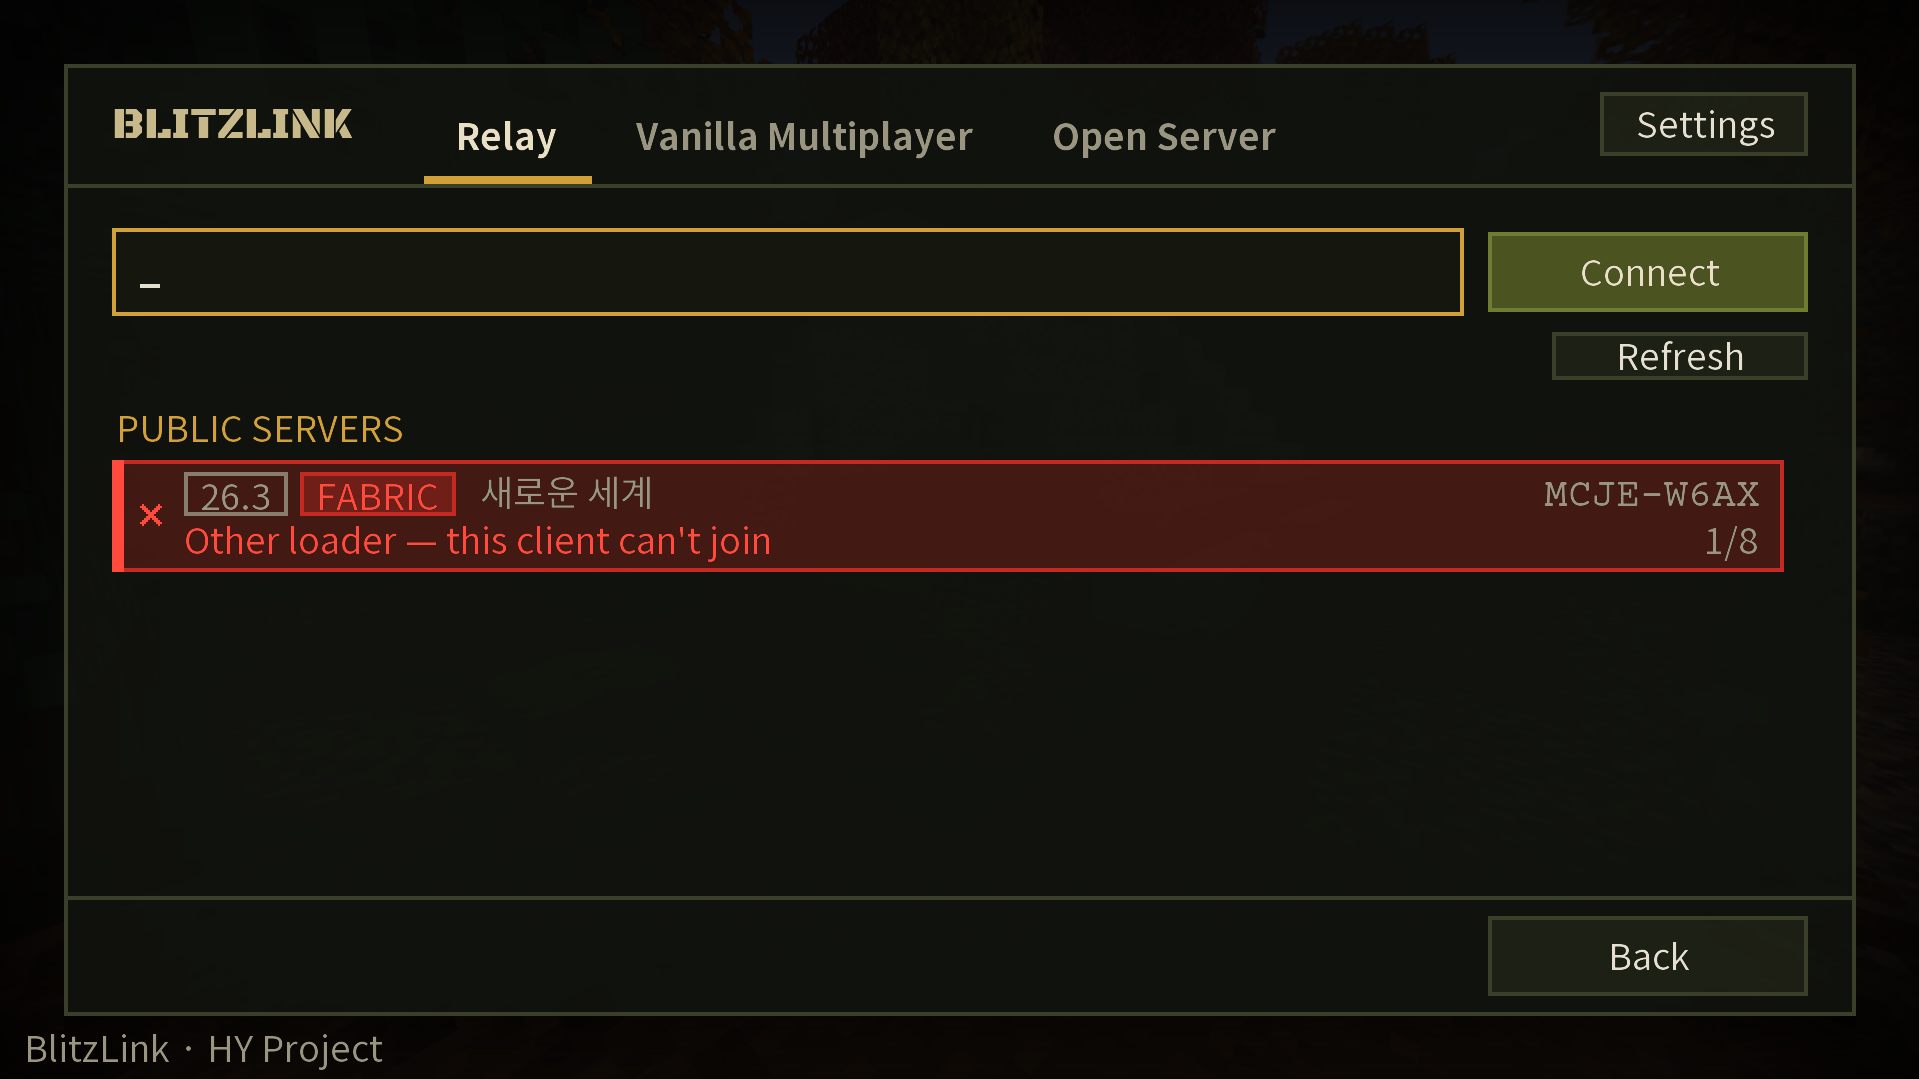 BLITZLINK
Relay
Vanilla Multiplayer
Open Server
Settings
_
Connect
Refresh
PUBLIC SERVERS
× 26.3 FABRIC 새로운 세계 MCJE-W6AX
Other loader — this client can't join 1/8
Back
BlitzLink · HY Project